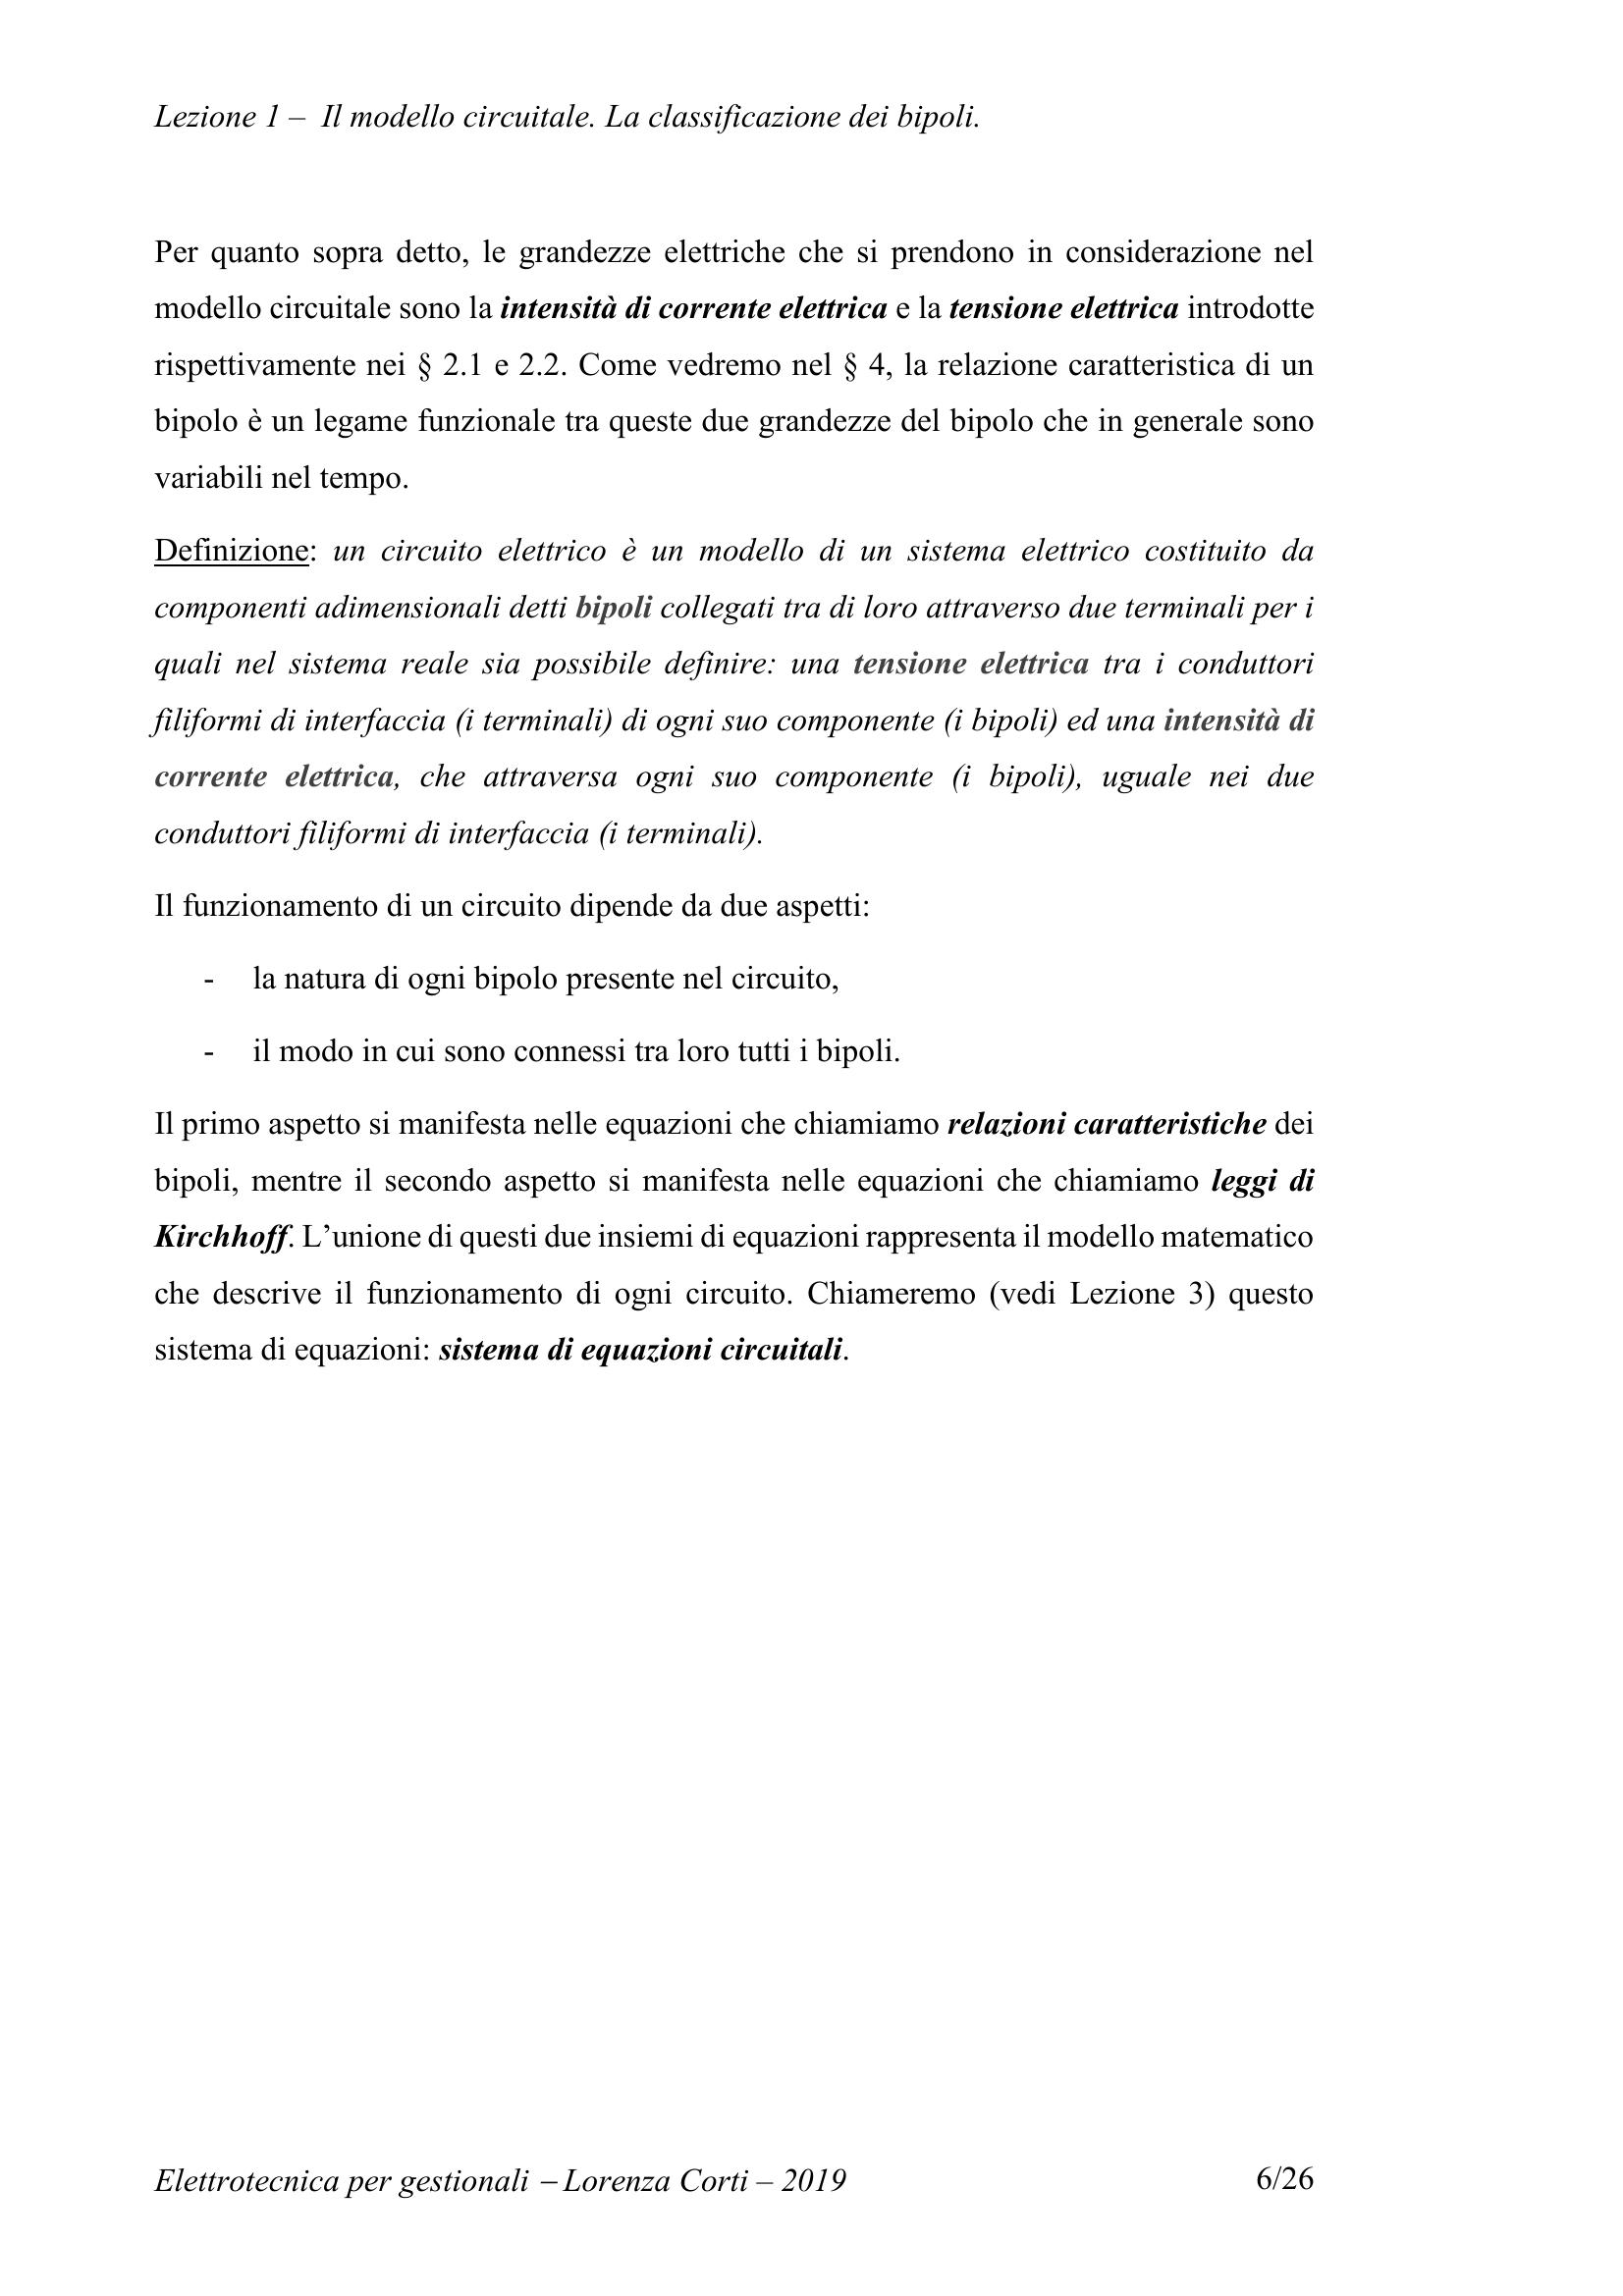 Lezione 1 – Il modello circuitale. La classificazione dei bipoli.
Per quanto sopra detto, le grandezze elettriche che si prendono in considerazione nel
modello circuitale sono la intensità di corrente elettrica e la tensione elettrica introdotte
rispettivamente nei § 2.1 e 2.2. Come vedremo nel § 4, la relazione caratteristica di un
bipolo è un legame funzionale tra queste due grandezze del bipolo che in generale sono
variabili nel tempo.
Definizione: un circuito elettrico è un modello di un sistema elettrico costituito da
componenti adimensionali detti bipoli collegati tra di loro attraverso due terminali per i
quali nel sistema reale sia possibile definire: una tensione elettrica tra i conduttori
filiformi di interfaccia (i terminali) di ogni suo componente (i bipoli) ed una intensità di
corrente elettrica, che attraversa ogni suo componente (i bipoli), uguale nei due
conduttori filiformi di interfaccia (i terminali).
Il funzionamento di un circuito dipende da due aspetti:
- la natura di ogni bipolo presente nel circuito,
- il modo in cui sono connessi tra loro tutti i bipoli.
Il primo aspetto si manifesta nelle equazioni che chiamiamo relazioni caratteristiche dei
bipoli, mentre il secondo aspetto si manifesta nelle equazioni che chiamiamo leggi di
Kirchhoff. L’unione di questi due insiemi di equazioni rappresenta il modello matematico
che descrive il funzionamento di ogni circuito. Chiameremo (vedi Lezione 3) questo
sistema di equazioni: sistema di equazioni circuitali.
Elettrotecnica per gestionali – Lorenza Corti – 2019 6/26